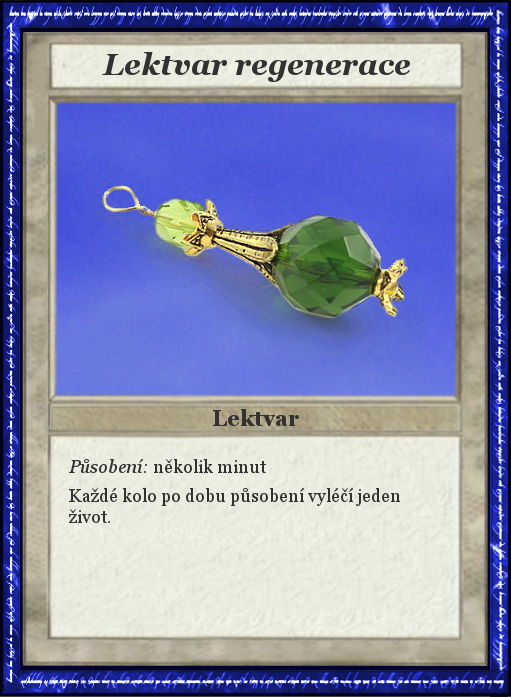 Lektvar regenerace
Lektvar
Působení: několik minut
Každé kolo po dobu působení vyléčí jeden
život.